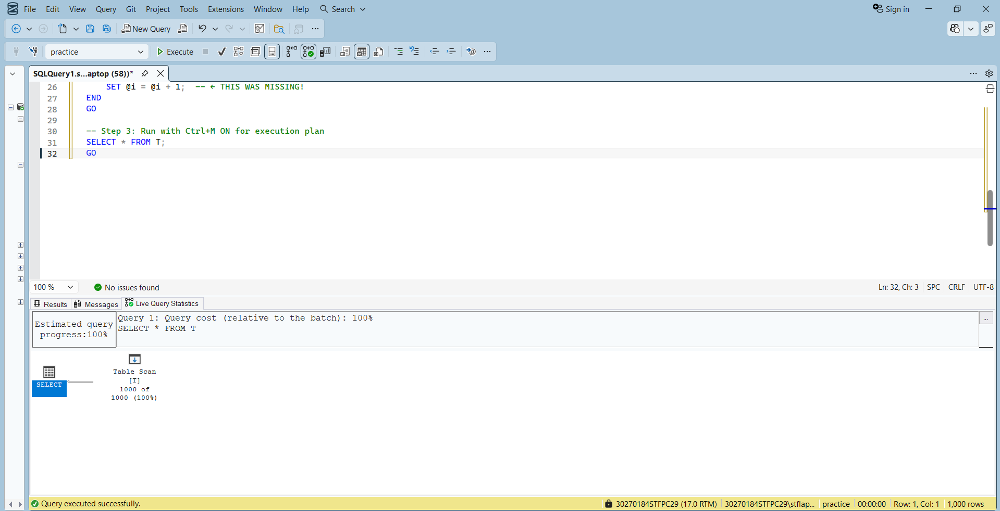 File Edit View Query Git Project Tools Extensions Window Help Search Sign in
New Query
practice Execute
SQLQuery1.s...aptop (58))*
26 SET @i = @i + 1; -- ← THIS WAS MISSING!
27 END
28 GO
29
30 -- Step 3: Run with Ctrl+M ON for execution plan
31 SELECT * FROM T;
32 GO
100 % No issues found Ln: 32, Ch: 3 SPC CRLF UTF-8
Results Messages Live Query Statistics
Estimated query progress:100%
Query 1: Query cost (relative to the batch): 100%
SELECT * FROM T
...
SELECT
Table Scan
[T]
1000 of
1000 (100%)
Query executed successfully. 30270184STFPC29 (17.0 RTM) 30270184STFPC29\stflap... practice 00:00:00 Row: 1, Col: 1 1,000 rows